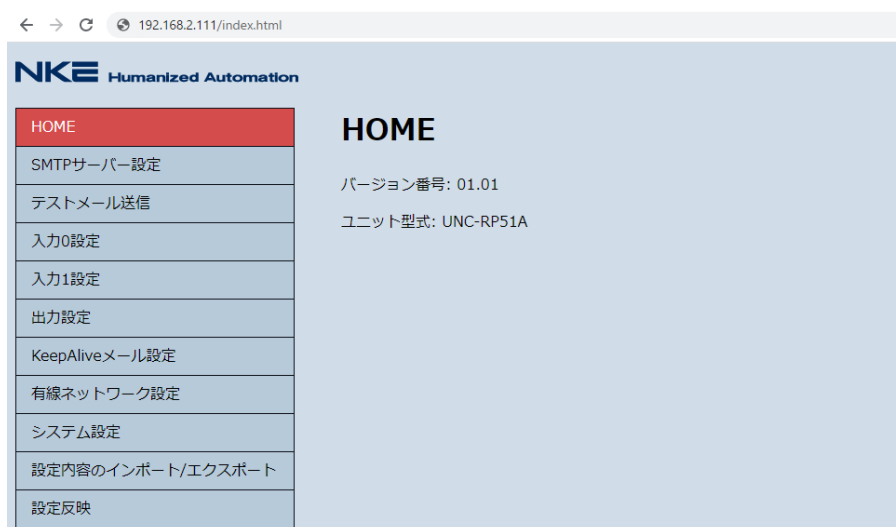 192.168.2.111/index.html
NKE Humanized Automation
HOME
SMTPサーバー設定
テストメール送信
入力0設定
入力1設定
出力設定
KeepAliveメール設定
有線ネットワーク設定
システム設定
設定内容のインポート/エクスポート
設定反映
HOME
バージョン番号: 01.01
ユニット型式: UNC-RP51A